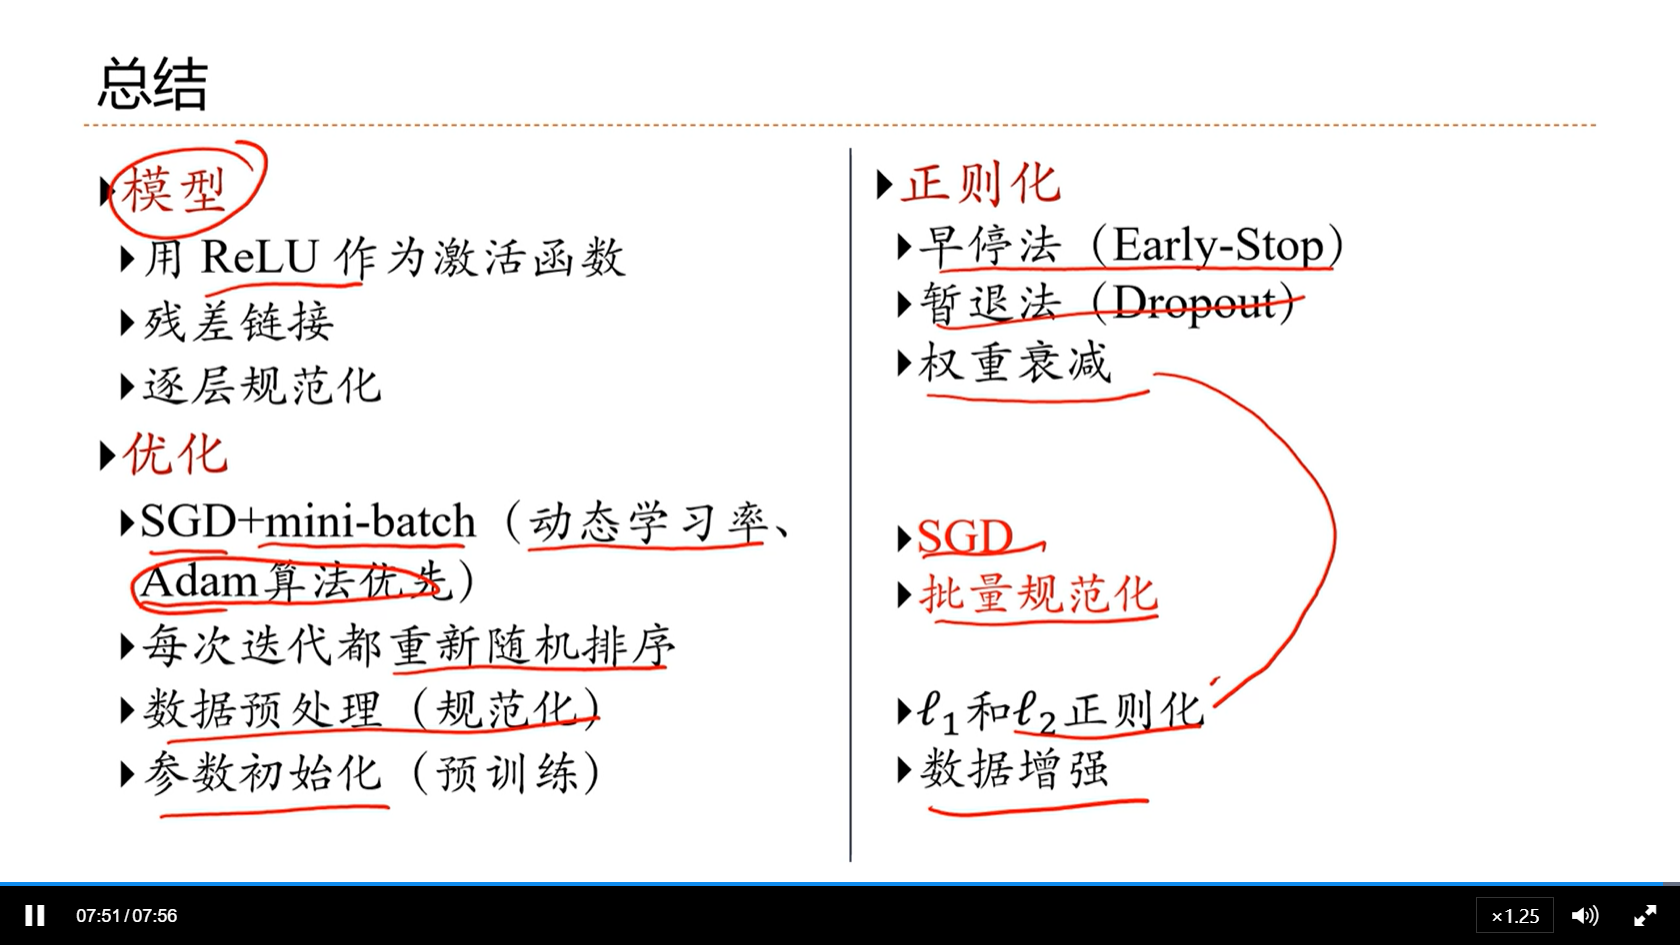 总结
模型
用 ReLU 作为激活函数
残差链接
逐层规范化
优化
SGD+mini-batch（动态学习率、
Adam算法优先）
每次迭代都重新随机排序
数据预处理（规范化）
参数初始化（预训练）
正则化
早停法（Early-Stop）
暂退法（Dropout）
权重衰减
SGD
批量规范化
ℓ1和ℓ2正则化
数据增强
07:51/07:56
×1.25